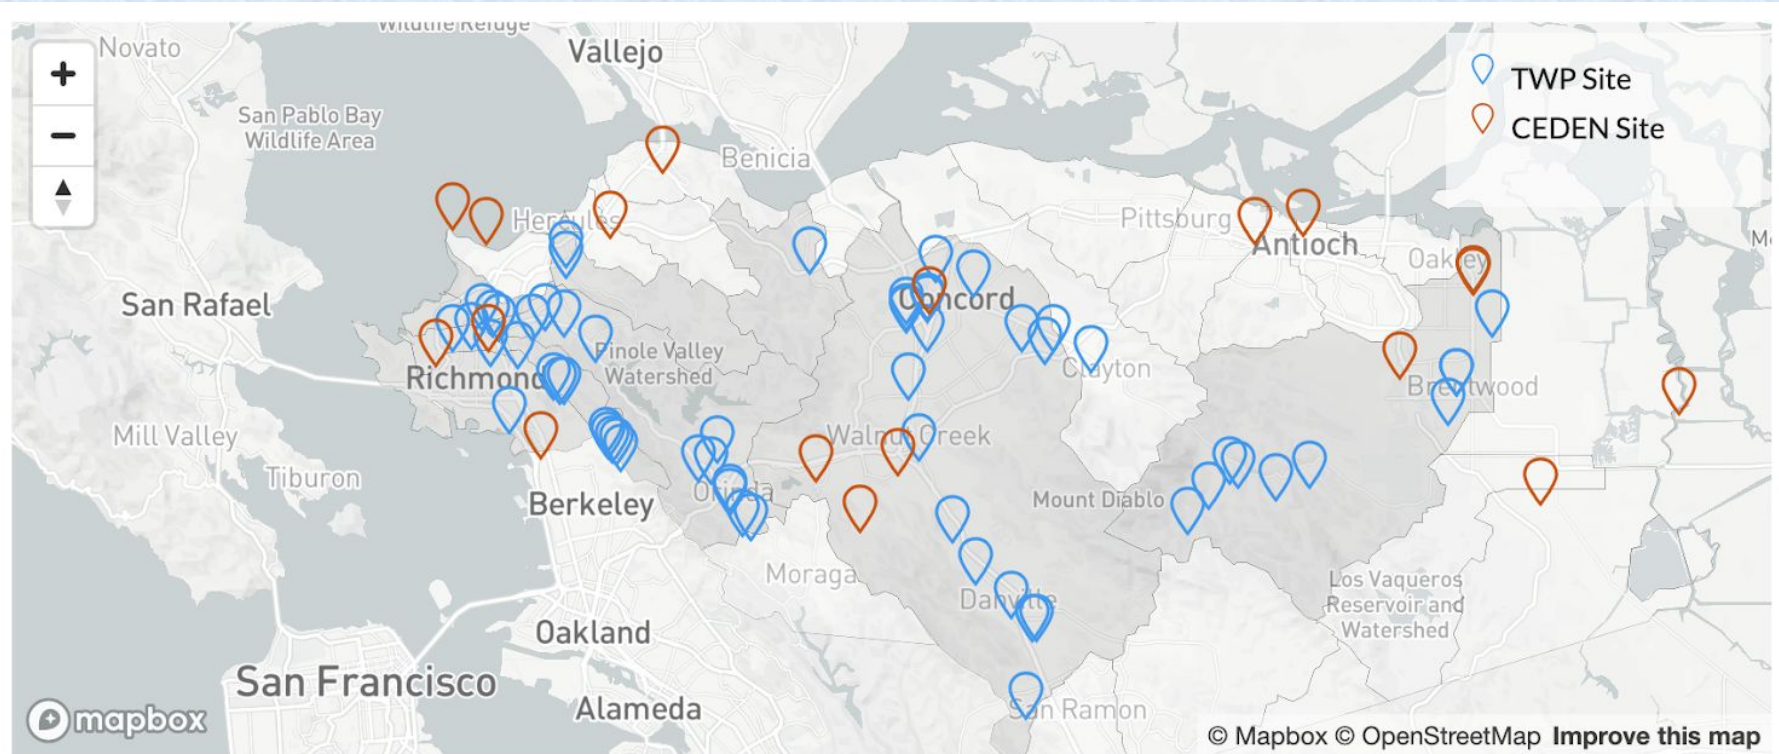 Wildlife Refuge
Novato
Vallejo
TWP Site
San Pablo Bay
Wildlife Area
CEDEN Site
Benicia
Hercules
Pittsburg
Antioch
Oakley
San Rafael
Concord
Pinole Valley
Watershed
Richmond
Clayton
Brentwood
Mill Valley
Walnut Creek
Tiburon
Orinda
Berkeley
Mount Diablo
Moraga
Los Vaqueros
Reservoir and
Watershed
Danville
Oakland
San Francisco
Alameda
San Ramon
mapbox
© Mapbox © OpenStreetMap Improve this map